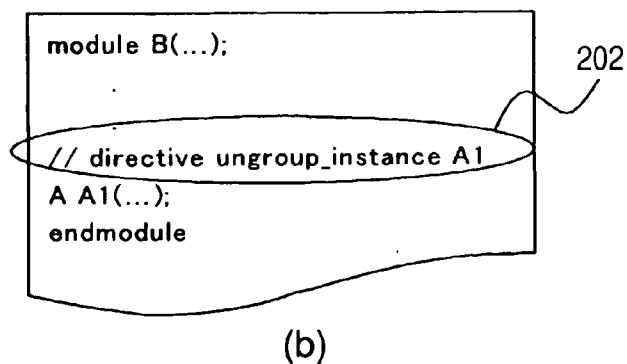 module B(...);
202
// directive ungroup_instance A1
A A1(...);
endmodule
(b)